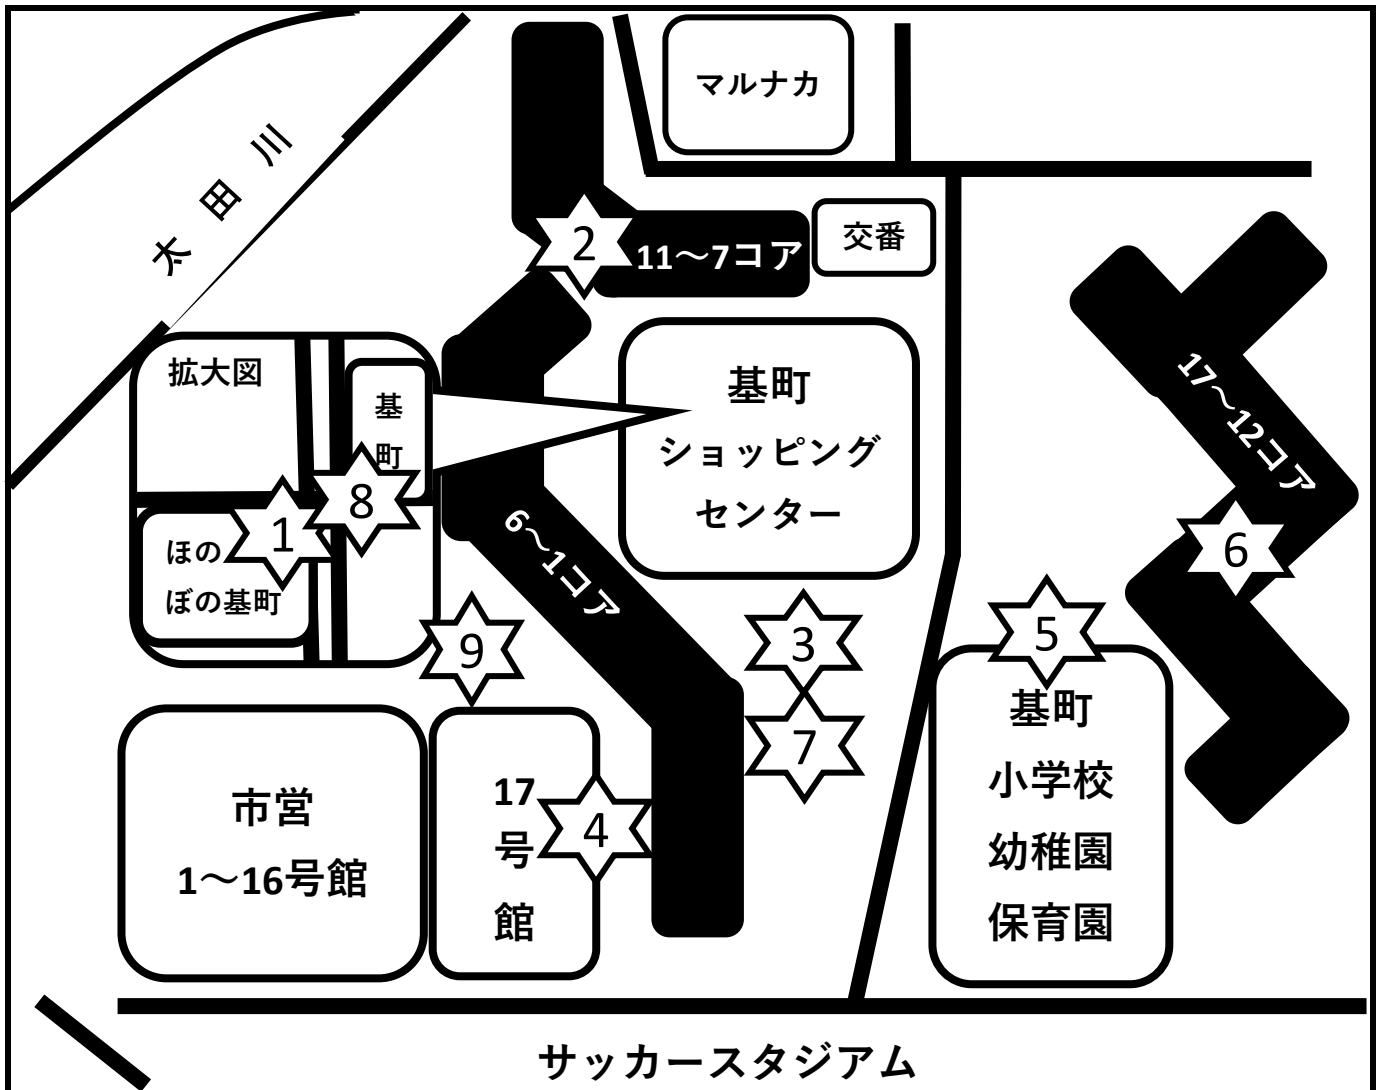 マルナカ
太田川
2
11～7コア
交番
拡大図
基
町
8
1
ほの
ぼの基町
基町
ショッピング
センター
17～12コア
6～1コア
6
9
3
5
7
市営
1～16号館
17
号
館
4
基町
小学校
幼稚園
保育園
サッカースタジアム